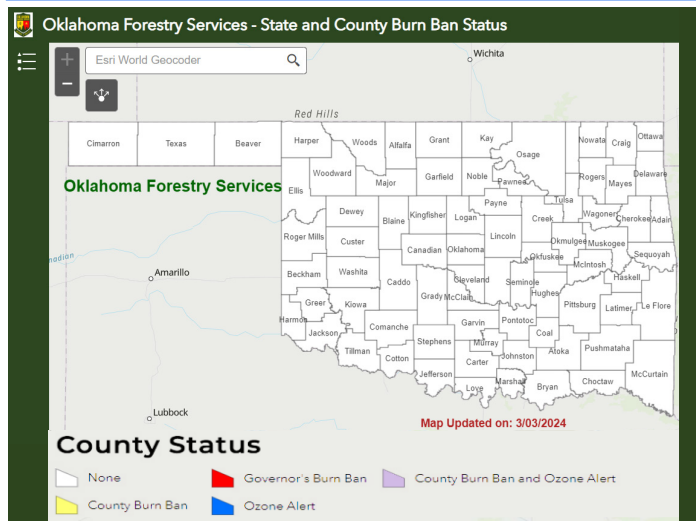 Oklahoma Forestry Services - State and County Burn Ban Status
+
Esri World Geocoder
−
Wichita
Red Hills
Cimarron Texas Beaver Harper Woods Alfalfa Grant Kay Osage Nowata Craig Ottawa
Oklahoma Forestry Services
Ellis Woodward Major Garfield Noble Pawnee Rogers Mayes Delaware
Dewey Blaine Kingfisher Logan Payne Creek Tulsa Wagoner Cherokee Adair
Roger Mills Custer Canadian Oklahoma Lincoln Okfuskee Okmulgee Muskogee Sequoyah
nadian
Amarillo
Beckham Washita Caddo Grady McClain Cleveland Seminole Hughes McIntosh Haskell
Greer Kiowa Pittsburg Latimer Le Flore
Harmon Jackson Comanche Stephens Garvin Pontotoc Coal
Tillman Cotton Murray Carter Johnston Atoka Pushmataha
Jefferson Love Marshall Bryan Choctaw McCurtain
Lubbock
Map Updated on: 3/03/2024
County Status
None Governor's Burn Ban County Burn Ban and Ozone Alert
County Burn Ban Ozone Alert